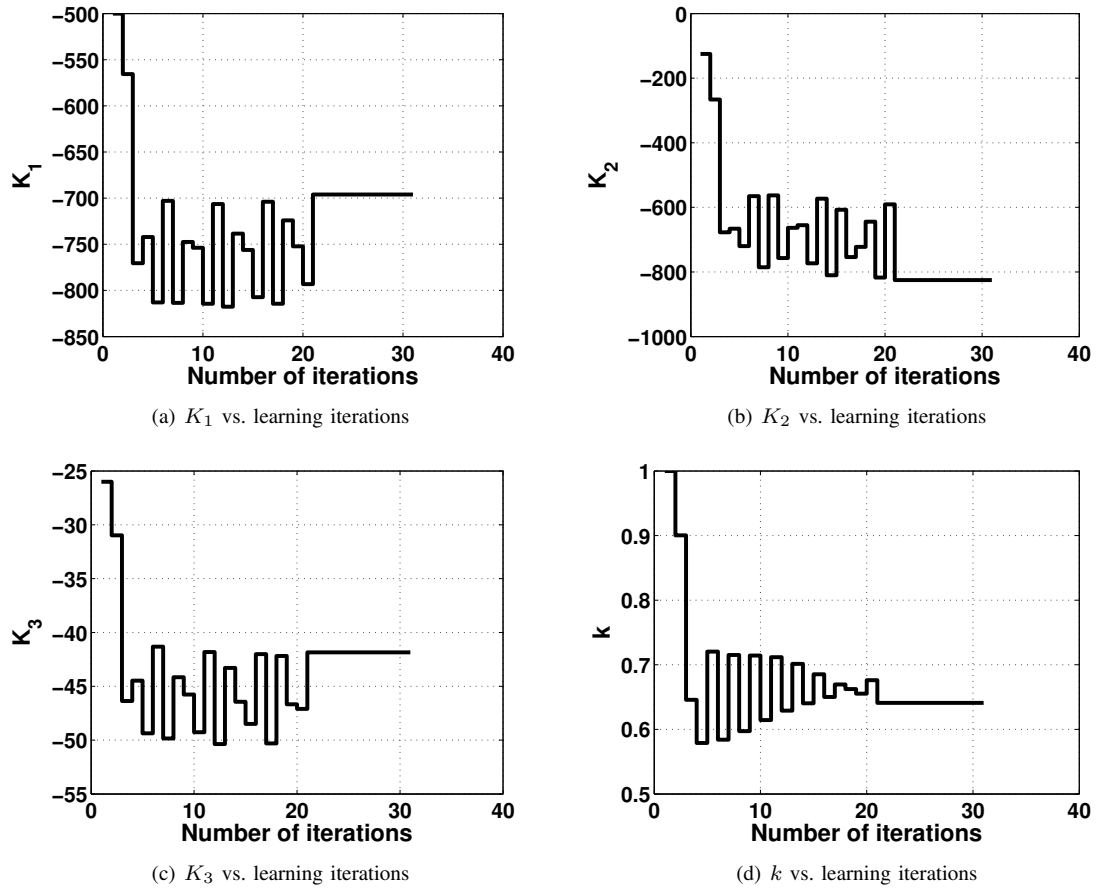 −500
−550
−600
−650
−700
−750
−800
−850
K1
0 10 20 30 40
Number of iterations
(a) K1 vs. learning iterations
0
−200
−400
−600
−800
−1000
K2
0 10 20 30 40
Number of iterations
(b) K2 vs. learning iterations
−25
−30
−35
−40
−45
−50
−55
K3
0 10 20 30 40
Number of iterations
(c) K3 vs. learning iterations
1
0.9
0.8
0.7
0.6
0.5
k
0 10 20 30 40
Number of iterations
(d) k vs. learning iterations